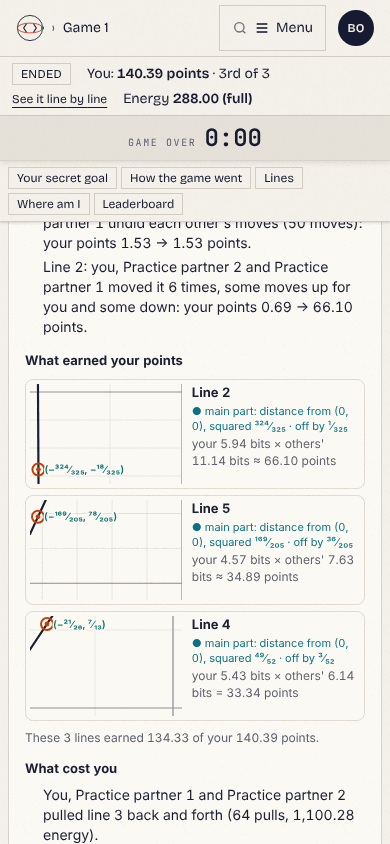 Game 1
Menu
BO
ENDED
You: 140.39 points · 3rd of 3
See it line by line
Energy 288.00 (full)
GAME OVER 0:00
Your secret goal
How the game went
Lines
Where am I
Leaderboard
partner 1 undid each other's moves (50 moves):
your points 1.53 → 1.53 points.
Line 2: you, Practice partner 2 and Practice
partner 1 moved it 6 times, some moves up for
you and some down: your points 0.69 → 66.10
points.
What earned your points
(−³²⁴⁄₃₂₅, −¹⁸⁄₃₂₅)
Line 2
● main part: distance from (0,
0), squared ³²⁴⁄₃₂₅ · off by ¹⁄₃₂₅
your 5.94 bits × others'
11.14 bits ≈ 66.10 points
(−¹⁶⁹⁄₂₀₅, ⁷⁸⁄₂₀₅)
Line 5
● main part: distance from (0,
0), squared ¹⁶⁹⁄₂₀₅ · off by ³⁶⁄₂₀₅
your 4.57 bits × others' 7.63
bits ≈ 34.89 points
(−²¹⁄₂₆, ⁷⁄₁₃)
Line 4
● main part: distance from (0,
0), squared ⁴⁹⁄₅₂ · off by ³⁄₅₂
your 5.43 bits × others' 6.14
bits = 33.34 points
These 3 lines earned 134.33 of your 140.39 points.
What cost you
You, Practice partner 1 and Practice partner 2
pulled line 3 back and forth (64 pulls, 1,100.28
energy).